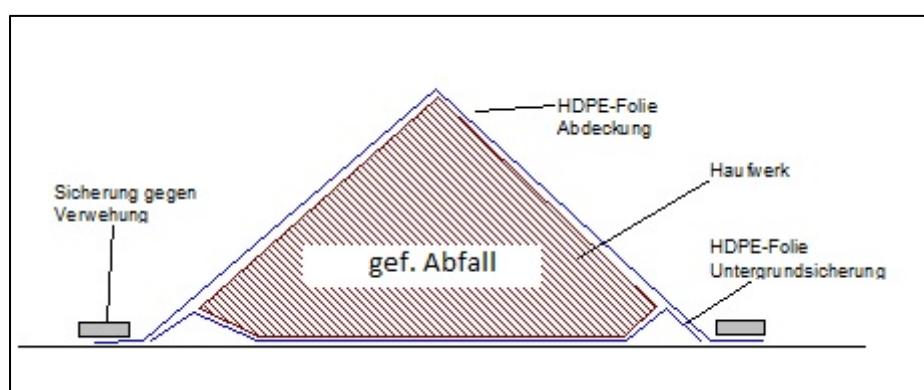 HDPE-Folie
Abdeckung
Haufwerk
Sicherung gegen
Verwehung
HDPE-Folie
Untergrundsicherung
gef. Abfall